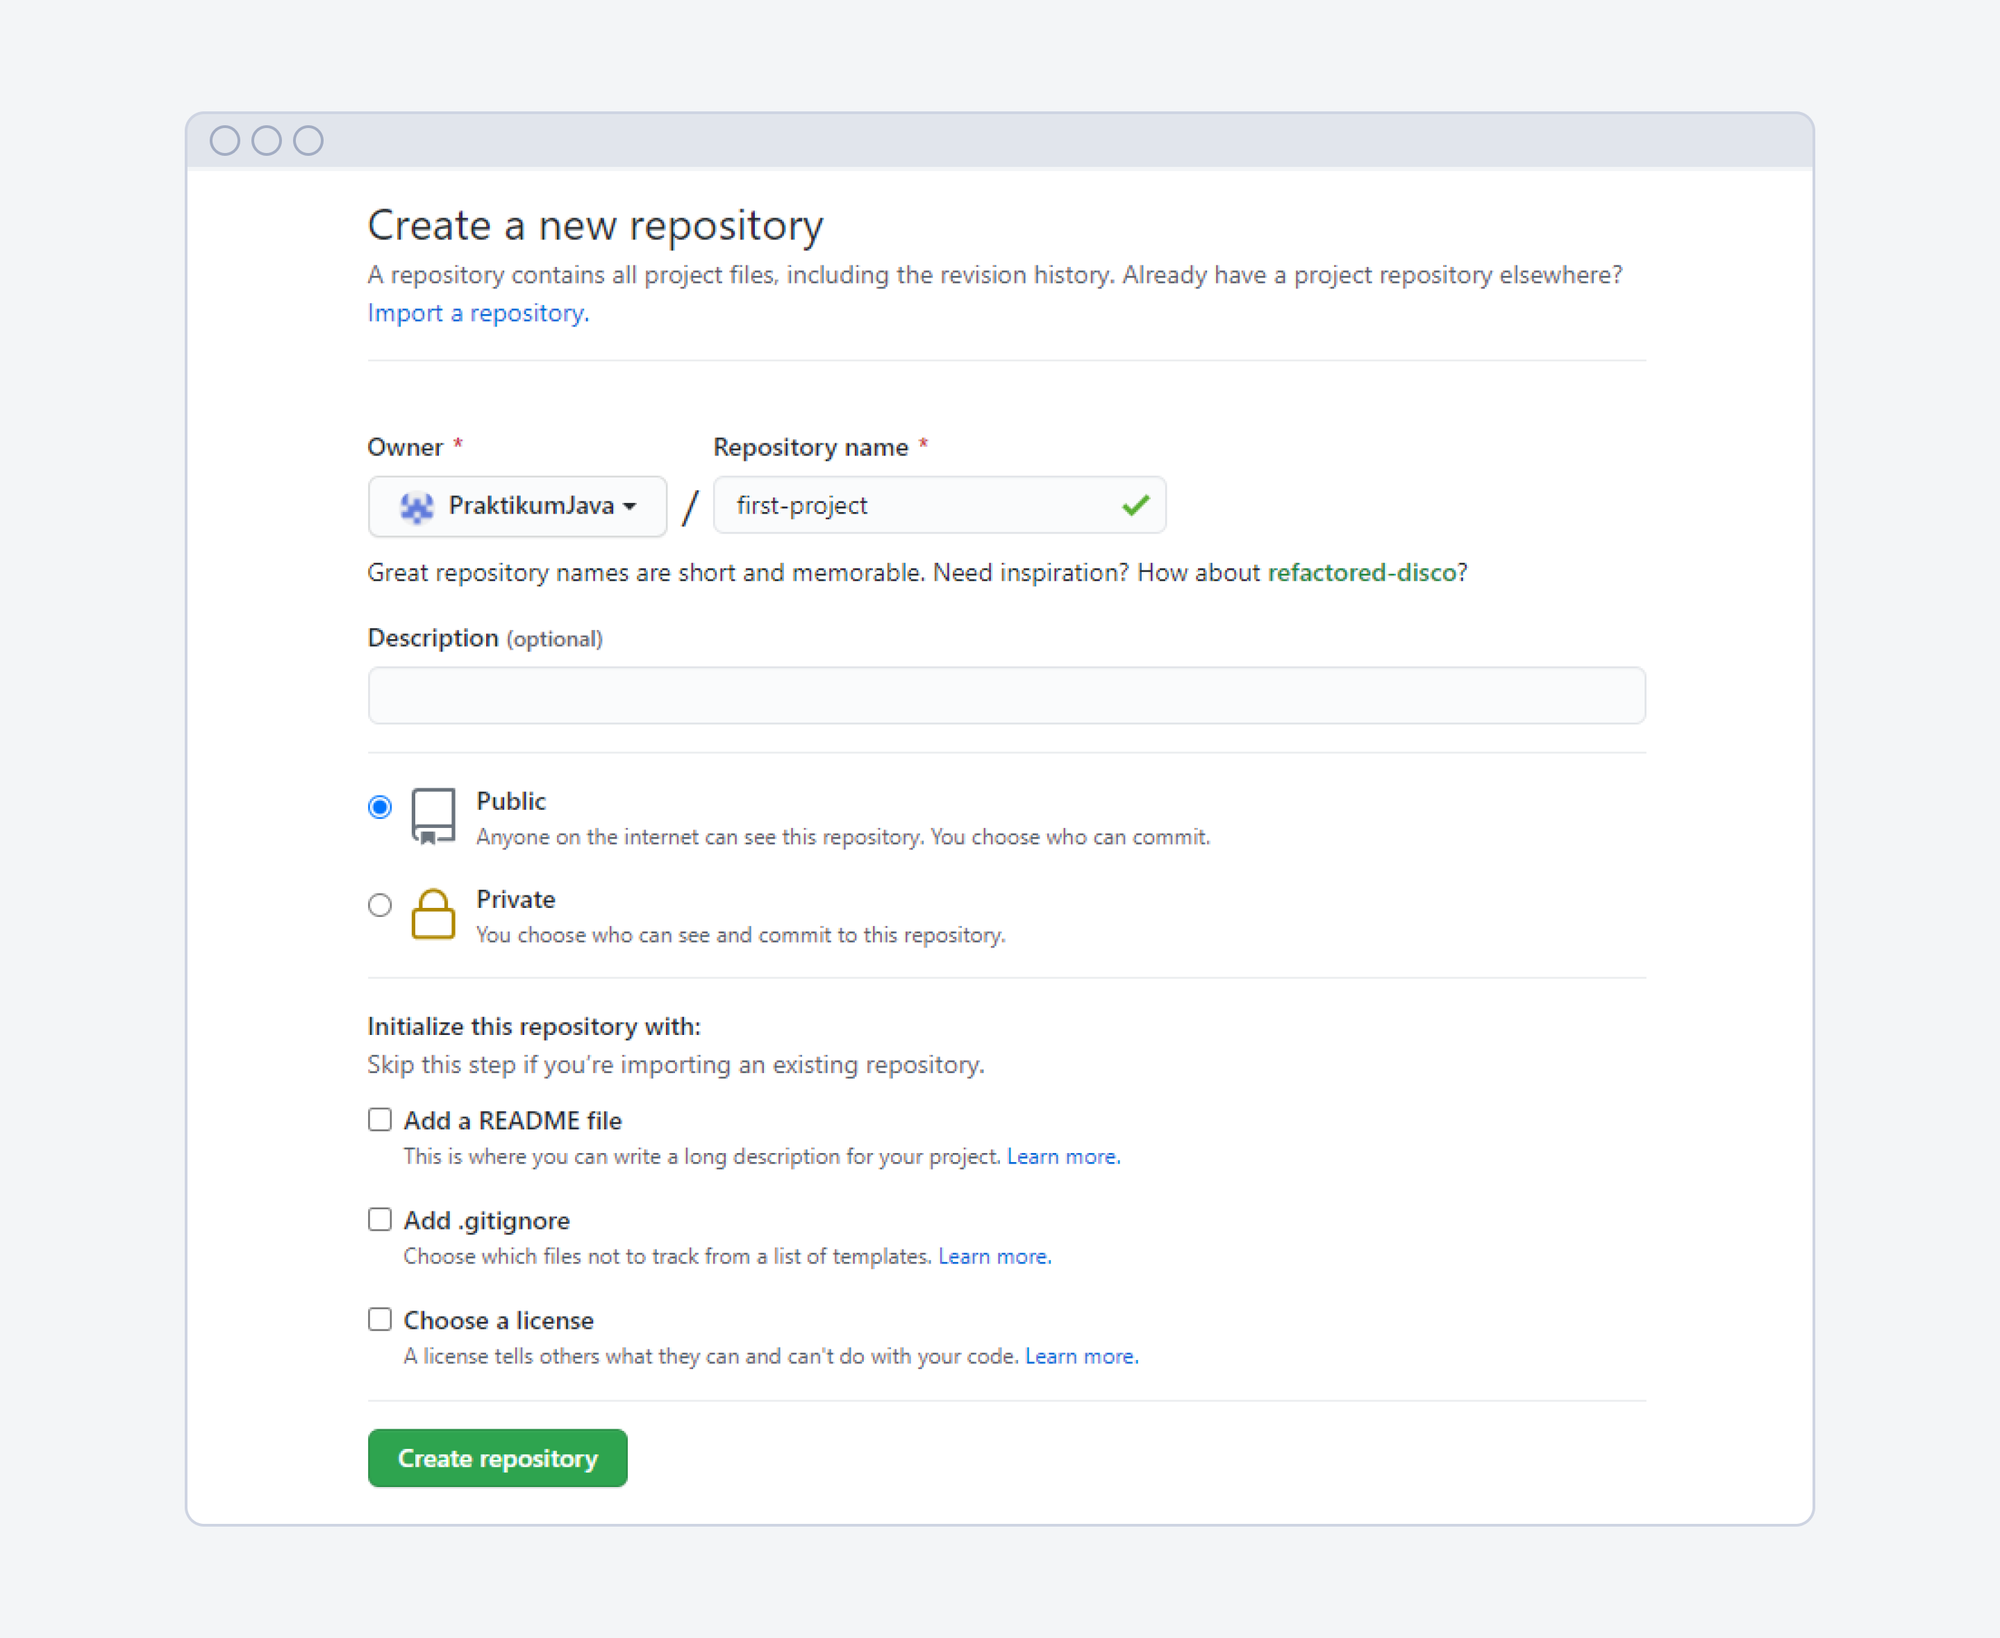 Create a new repository
A repository contains all project files, including the revision history. Already have a project repository elsewhere?
Import a repository.
Owner * Repository name *
PraktikumJava / first-project
Great repository names are short and memorable. Need inspiration? How about refactored-disco?
Description (optional)
Public
Anyone on the internet can see this repository. You choose who can commit.
Private
You choose who can see and commit to this repository.
Initialize this repository with:
Skip this step if you’re importing an existing repository.
Add a README file
This is where you can write a long description for your project. Learn more.
Add .gitignore
Choose which files not to track from a list of templates. Learn more.
Choose a license
A license tells others what they can and can't do with your code. Learn more.
Create repository